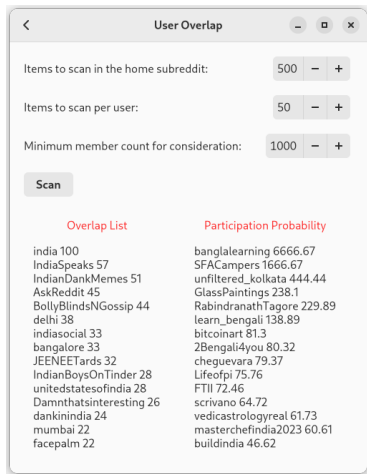 User Overlap
Items to scan in the home subreddit: 500 − +
Items to scan per user: 50 − +
Minimum member count for consideration: 1000 − +
Scan
Overlap List
india 100
IndiaSpeaks 57
IndianDankMemes 51
AskReddit 45
BollyBlindsNGossip 44
delhi 38
indiasocial 33
bangalore 33
JEENEETards 32
IndianBoysOnTinder 28
unitedstatesofindia 28
Damnthatsinteresting 26
dankinindia 24
mumbai 22
facepalm 22
Participation Probability
banglalearning 6666.67
SFACampers 1666.67
unfiltered_kolkata 444.44
GlassPaintings 238.1
RabindranathTagore 229.89
learn_bengali 138.89
bitcoinart 81.3
2Bengali4you 80.32
cheguevara 79.37
Lifeofpi 75.76
FTII 72.46
scrivano 64.72
vedicastrologyreal 61.73
masterchefindia2023 60.61
buildindia 46.62